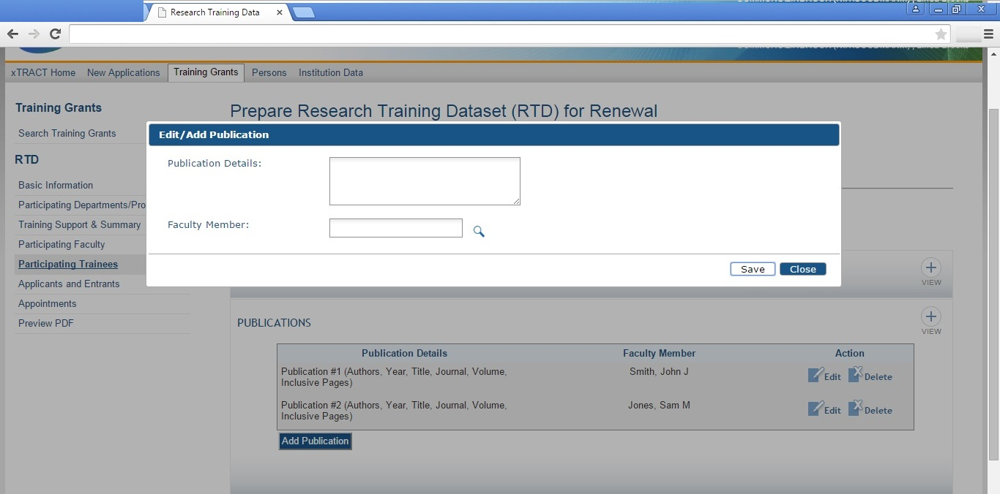 Research Training Data
xTRACT Home New Applications Training Grants Persons Institution Data
Training Grants
Search Training Grants
RTD
Basic Information
Participating Departments/Pro
Training Support & Summary
Participating Faculty
Participating Trainees
Applicants and Entrants
Appointments
Preview PDF
Prepare Research Training Dataset (RTD) for Renewal
Edit/Add Publication
Publication Details:
Faculty Member:
Save Close
VIEW
PUBLICATIONS
VIEW
Publication Details Faculty Member Action
Publication #1 (Authors, Year, Title, Journal, Volume,
Inclusive Pages)
Smith, John J
Edit Delete
Publication #2 (Authors, Year, Title, Journal, Volume,
Inclusive Pages)
Jones, Sam M
Edit Delete
Add Publication